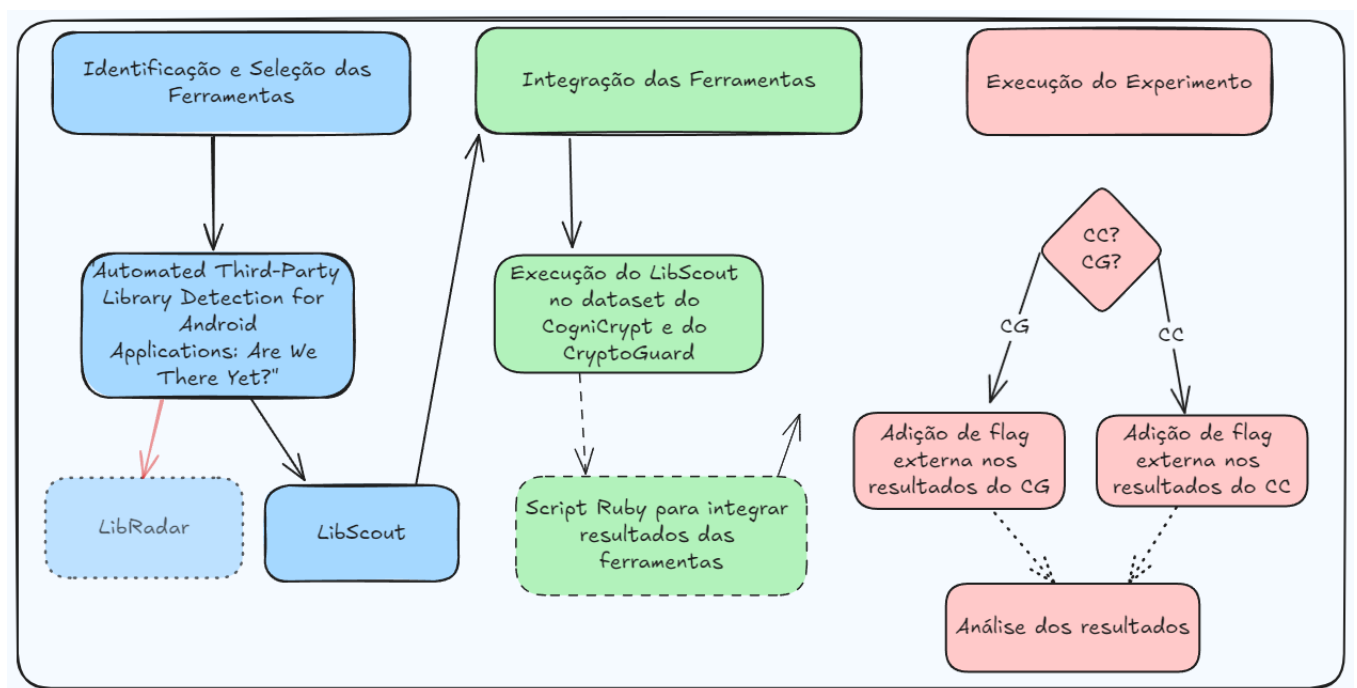 Identificação e Seleção das
Ferramentas
"Automated Third-Party
Library Detection for
Android
Applications: Are We
There Yet?"
LibRadar
LibScout
Integração das Ferramentas
Execução do LibScout
no dataset do
CogniCrypt e do
CryptoGuard
Script Ruby para integrar
resultados das
ferramentas
Execução do Experimento
CC?
CG?
CG
CC
Adição de flag
externa nos
resultados do CG
Adição de flag
externa nos
resultados do CC
Análise dos resultados